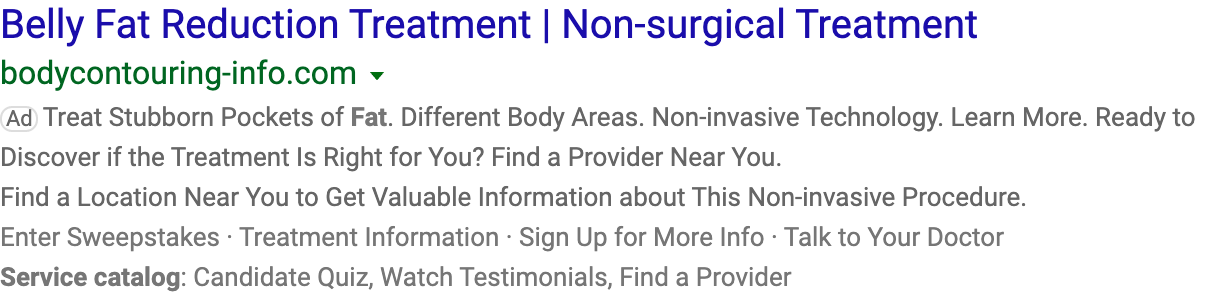 Belly Fat Reduction Treatment | Non-surgical Treatment
bodycontouring-info.com
Ad Treat Stubborn Pockets of Fat. Different Body Areas. Non-invasive Technology. Learn More. Ready to
Discover if the Treatment Is Right for You? Find a Provider Near You.
Find a Location Near You to Get Valuable Information about This Non-invasive Procedure.
Enter Sweepstakes · Treatment Information · Sign Up for More Info · Talk to Your Doctor
Service catalog: Candidate Quiz, Watch Testimonials, Find a Provider